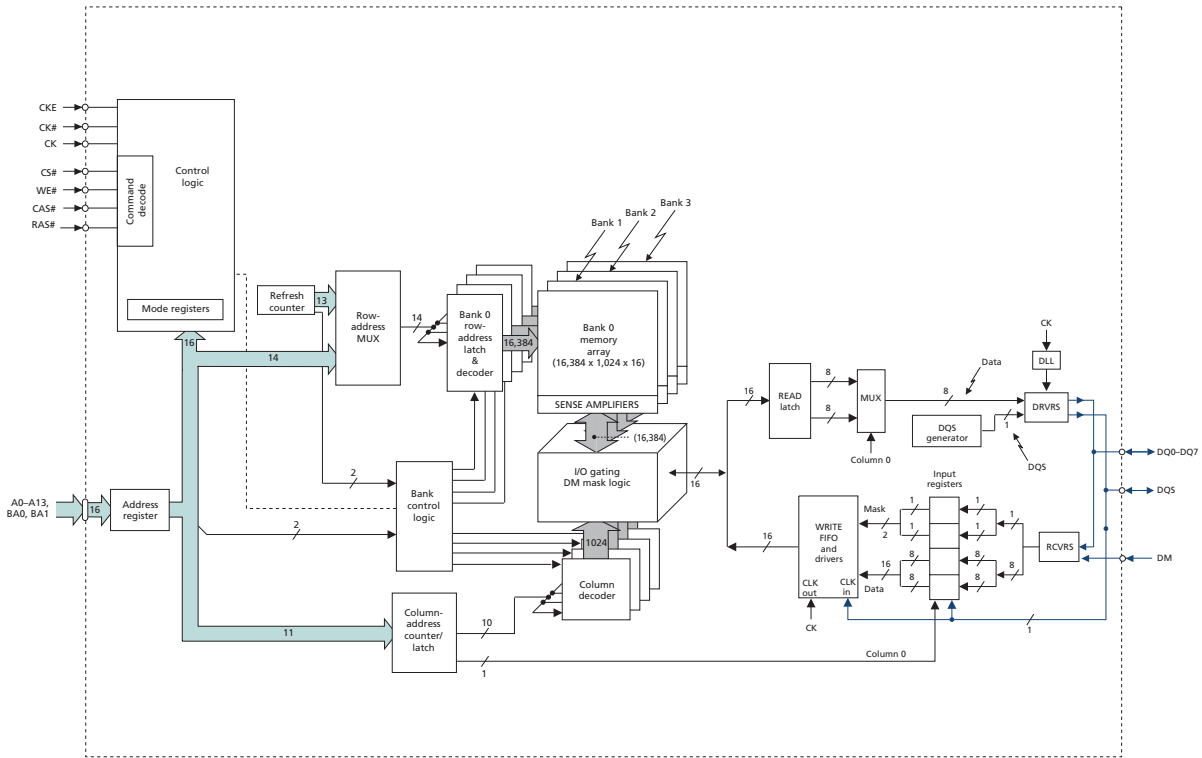 CKE
CK#
CK
CS#
WE#
CAS#
RAS#
Control
logic
Command
decode
Mode registers
Refresh
counter
13
Row-
address
MUX
14
16
14
Bank 0
row-
address
latch
&
decoder
16,384
Bank 1
Bank 2
Bank 3
Bank 0
memory
array
(16,384 x 1,024 x 16)
SENSE AMPLIFIERS
(16,384)
I/O gating
DM mask logic
16
2
Bank
control
logic
2
A0–A13,
BA0, BA1
16
Address
register
1024
Column
decoder
11
Column-
address
counter/
latch
10
1
Column 0
16
READ
latch
8
8
MUX
Column 0
8
Data
DQS
generator
1
DQS
CK
DLL
DRVRS
DQ0–DQ7
DQS
DM
RCVRS
Input
registers
16
WRITE
FIFO
and
drivers
CLK
out
CLK
in
CK
Mask
2
16
Data
1
1
8
8
1
1
8
8
1
8
1